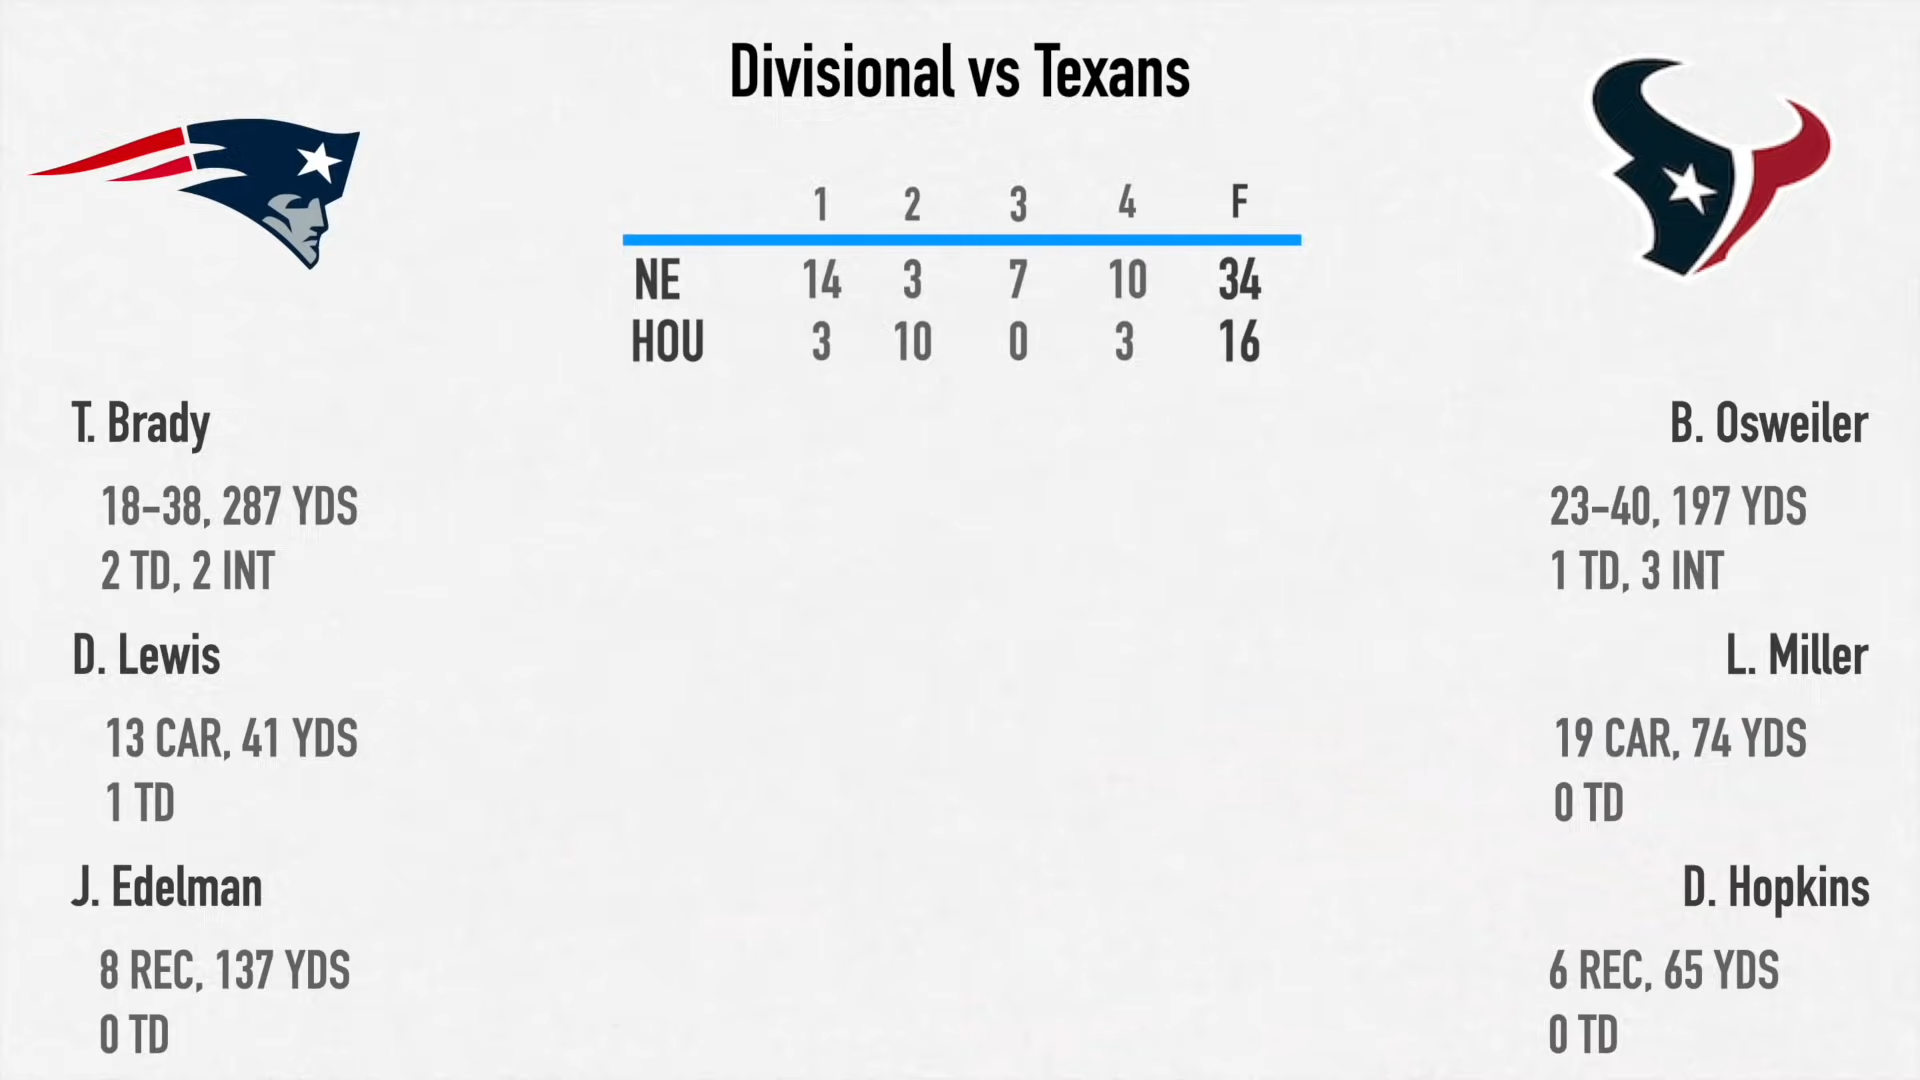 Divisional vs Texans
1 2 3 4 F
NE 14 3 7 10 34
HOU 3 10 0 3 16
T. Brady
18-38, 287 YDS
2 TD, 2 INT
D. Lewis
13 CAR, 41 YDS
1 TD
J. Edelman
8 REC, 137 YDS
0 TD
B. Osweiler
23-40, 197 YDS
1 TD, 3 INT
L. Miller
19 CAR, 74 YDS
0 TD
D. Hopkins
6 REC, 65 YDS
0 TD